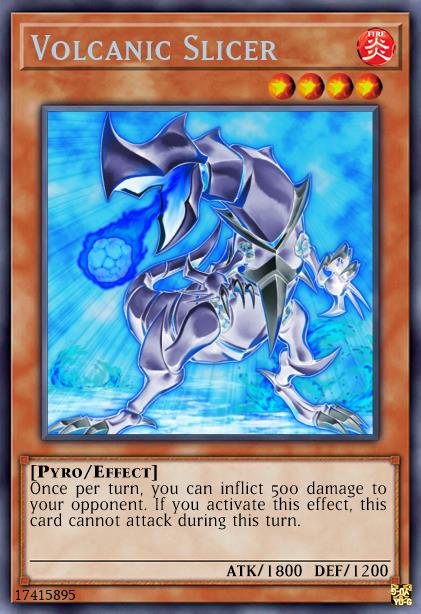 Volcanic Slicer
FIRE
炎
[Pyro/Effect]
Once per turn, you can inflict 500 damage to
your opponent. If you activate this effect, this
card cannot attack during this turn.
ATK/1800 DEF/1200
17415895